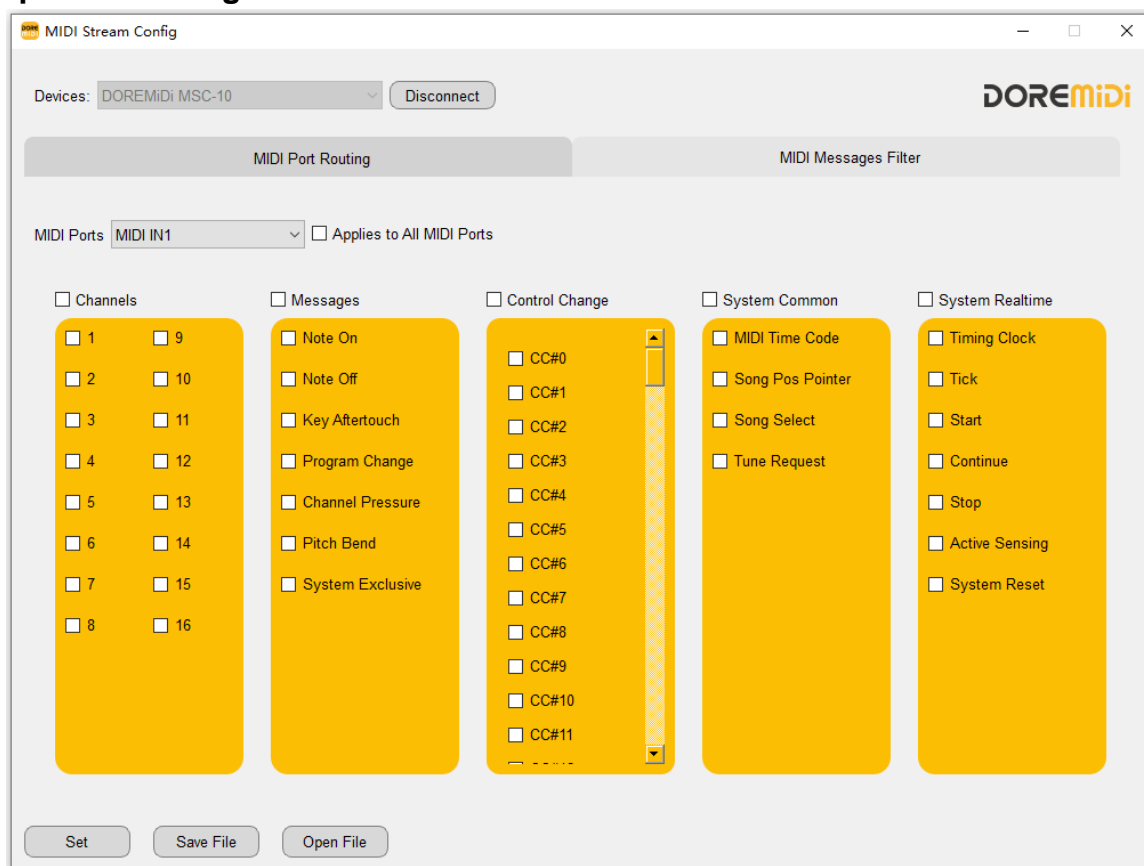 MIDI Stream Config
Devices: DOREMiDi MSC-10 Disconnect
DOREMiDi
MIDI Port Routing MIDI Messages Filter
MIDI Ports MIDI IN1 Applies to All MIDI Ports
Channels Messages Control Change System Common System Realtime
1 9
2 10
3 11
4 12
5 13
6 14
7 15
8 16
Note On
Note Off
Key Aftertouch
Program Change
Channel Pressure
Pitch Bend
System Exclusive
CC#0
CC#1
CC#2
CC#3
CC#4
CC#5
CC#6
CC#7
CC#8
CC#9
CC#10
CC#11
MIDI Time Code
Song Pos Pointer
Song Select
Tune Request
Timing Clock
Tick
Start
Continue
Stop
Active Sensing
System Reset
Set Save File Open File